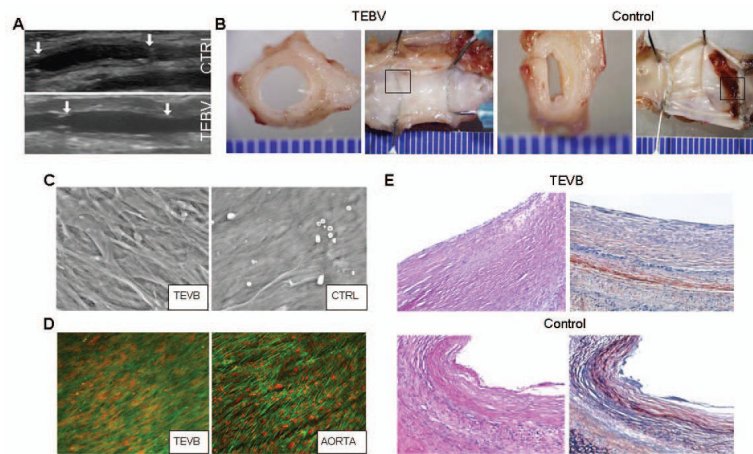 A
CTRL
TEBV
B
TEBV
Control
C
TEVB
CTRL
D
TEVB
AORTA
E
TEVB
Control